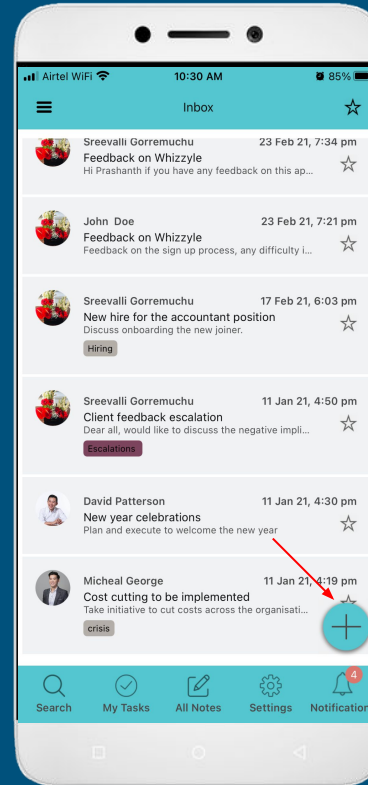 Airtel WiFi 10:30 AM 85%
Inbox
Sreevalli Gorremuchu 23 Feb 21, 7:34 pm
Feedback on Whizzyle
Hi Prashanth if you have any feedback on this ap...
John Doe 23 Feb 21, 7:21 pm
Feedback on Whizzyle
Feedback on the sign up process, any difficulty i...
Sreevalli Gorremuchu 17 Feb 21, 6:03 pm
New hire for the accountant position
Discuss onboarding the new joiner.
Hiring
Sreevalli Gorremuchu 11 Jan 21, 4:50 pm
Client feedback escalation
Dear all, would like to discuss the negative impli...
Escalations
David Patterson 11 Jan 21, 4:30 pm
New year celebrations
Plan and execute to welcome the new year
Micheal George 11 Jan 21, 4:19 pm
Cost cutting to be implemented
Take initiative to cut costs across the organisati...
crisis
4
Search My Tasks All Notes Settings Notification